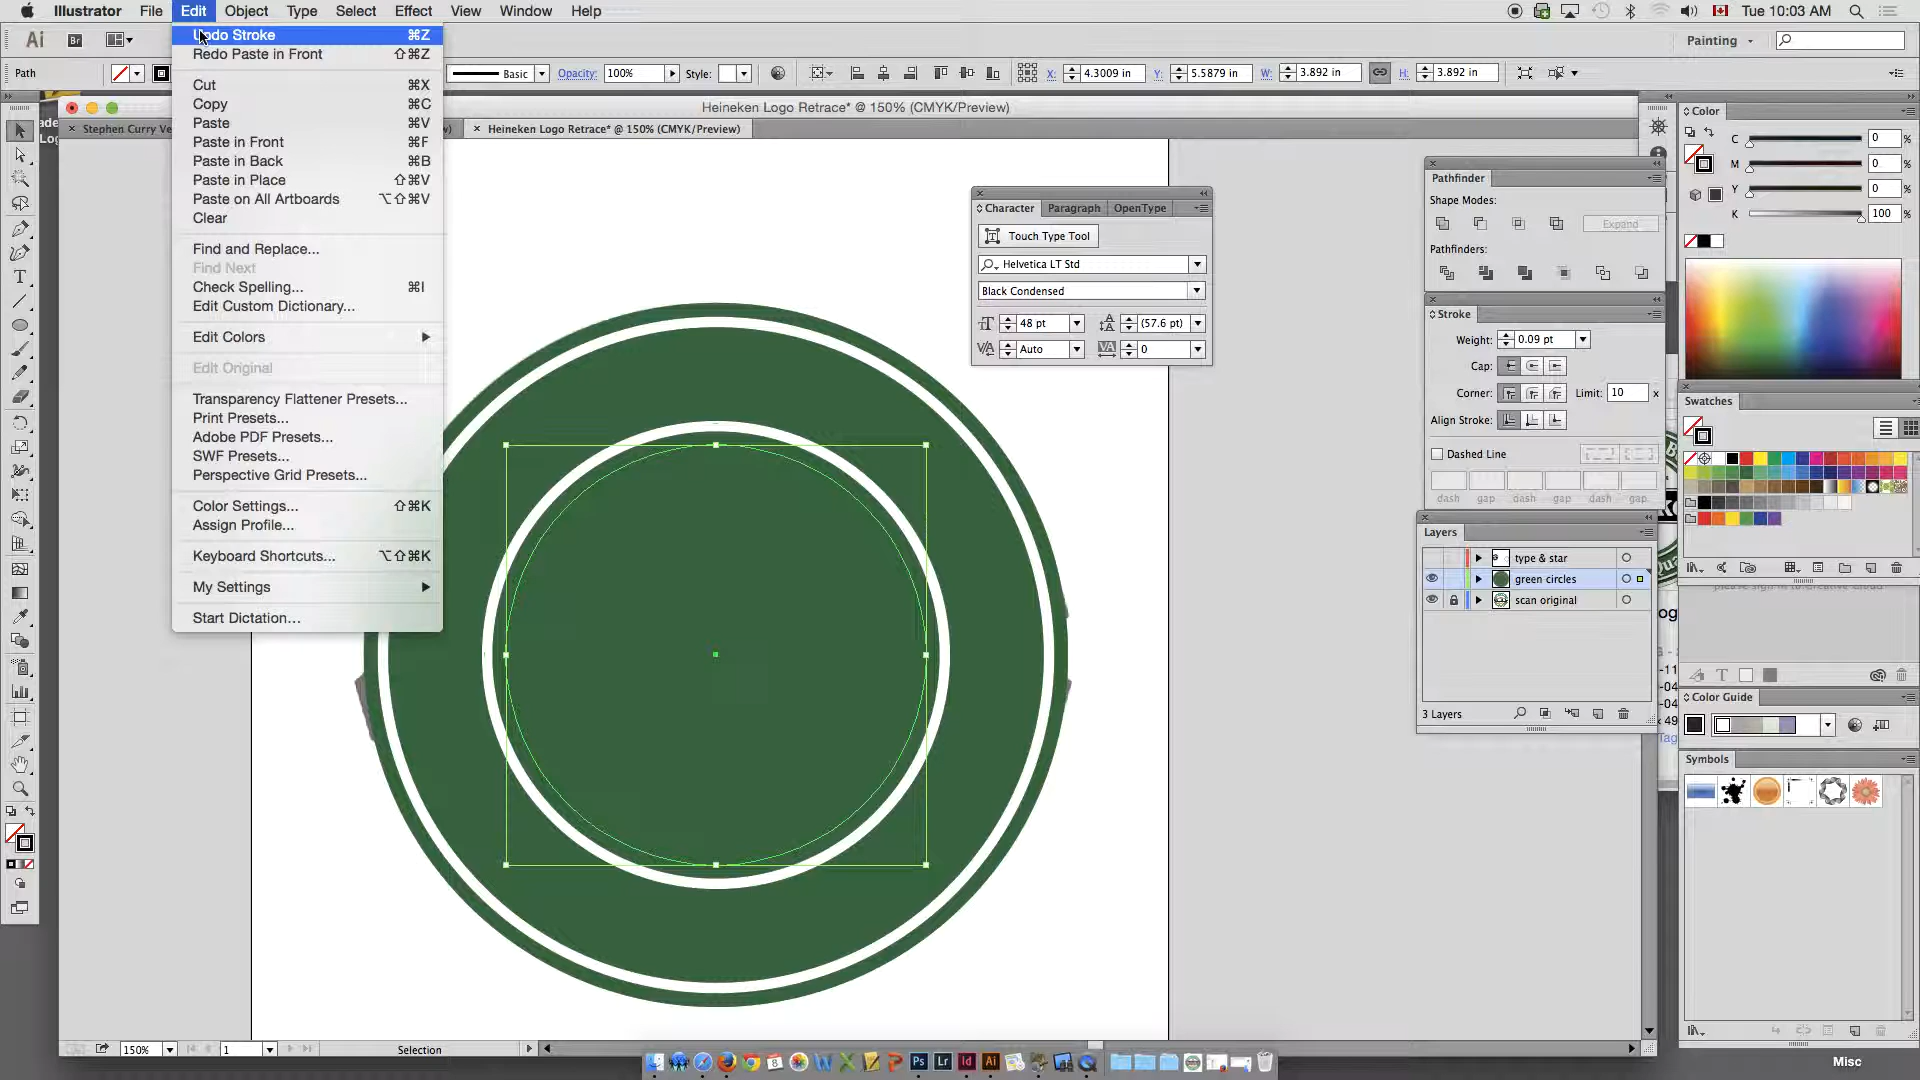 Illustrator File Edit Object Type Select Effect View Window Help
Tue 10:03 AM
Ai Br
Painting
Undo Stroke ⌘Z
Redo Paste in Front ⇧⌘Z
Cut ⌘X
Copy ⌘C
Paste ⌘V
Paste in Front ⌘F
Paste in Back ⌘B
Paste in Place ⇧⌘V
Paste on All Artboards ⌥⇧⌘V
Clear
Find and Replace...
Find Next
Check Spelling... ⌘I
Edit Custom Dictionary...
Edit Colors
Edit Original
Transparency Flattener Presets...
Print Presets...
Adobe PDF Presets...
SWF Presets...
Perspective Grid Presets...
Color Settings... ⇧⌘K
Assign Profile...
Keyboard Shortcuts... ⌥⇧⌘K
My Settings
Start Dictation...
Path
Basic Opacity: 100% Style: X: 4.3009 in Y: 5.5879 in W: 3.892 in H: 3.892 in
Heineken Logo Retrace* @ 150% (CMYK/Preview)
Stephen Curry Ve
Heineken Logo Retrace* @ 150% (CMYK/Preview)
Character Paragraph OpenType
Touch Type Tool
Helvetica LT Std
Black Condensed
48 pt (57.6 pt)
Auto 0
Pathfinder
Shape Modes:
Expand
Pathfinders:
Stroke
Weight: 0.09 pt
Cap:
Corner: Limit: 10 x
Align Stroke:
Dashed Line
dash gap dash gap dash gap
Layers
type & star
green circles
scan original
3 Layers
Color
C 0 %
M 0 %
Y 0 %
K 100 %
Swatches
Color Guide
Symbols
150% 1 Selection
Misc